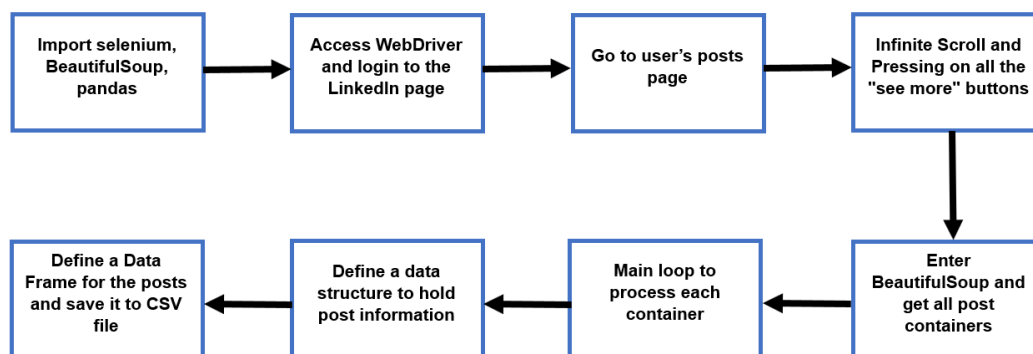 Import selenium,
BeautifulSoup,
pandas
Access WebDriver
and login to the
LinkedIn page
Go to user’s posts
page
Infinite Scroll and
Pressing on all the
"see more" buttons
Enter
BeautifulSoup and
get all post
containers
Main loop to
process each
container
Define a data
structure to hold
post information
Define a Data
Frame for the posts
and save it to CSV
file